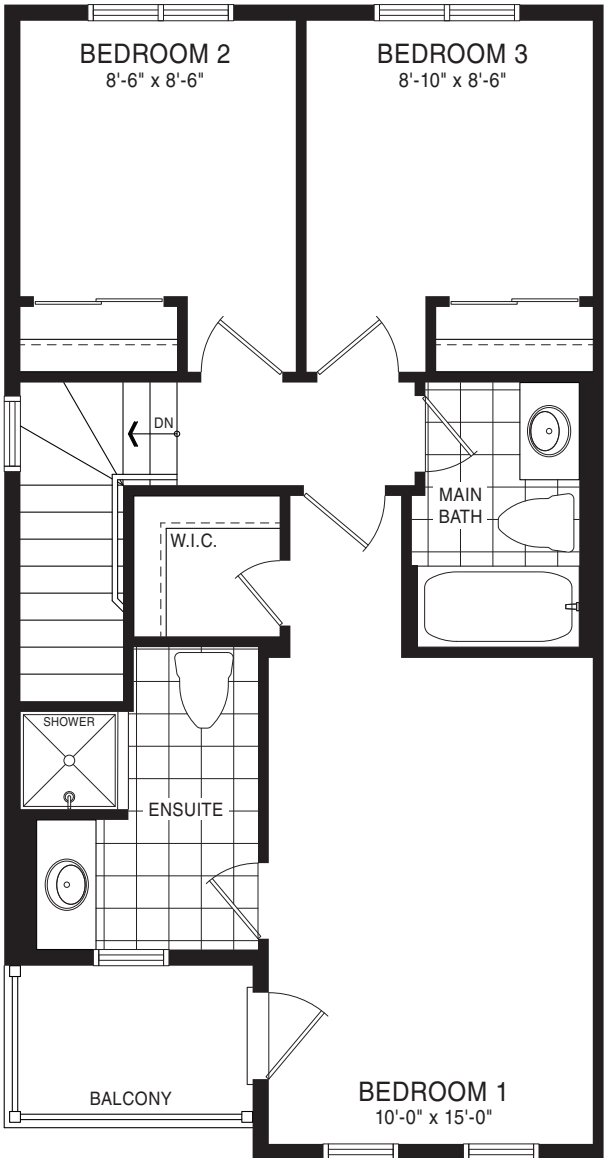 BEDROOM 2
8'-6" x 8'-6"
BEDROOM 3
8'-10" x 8'-6"
DN
MAIN
BATH
W.I.C.
SHOWER
ENSUITE
BALCONY
BEDROOM 1
10'-0" x 15'-0"